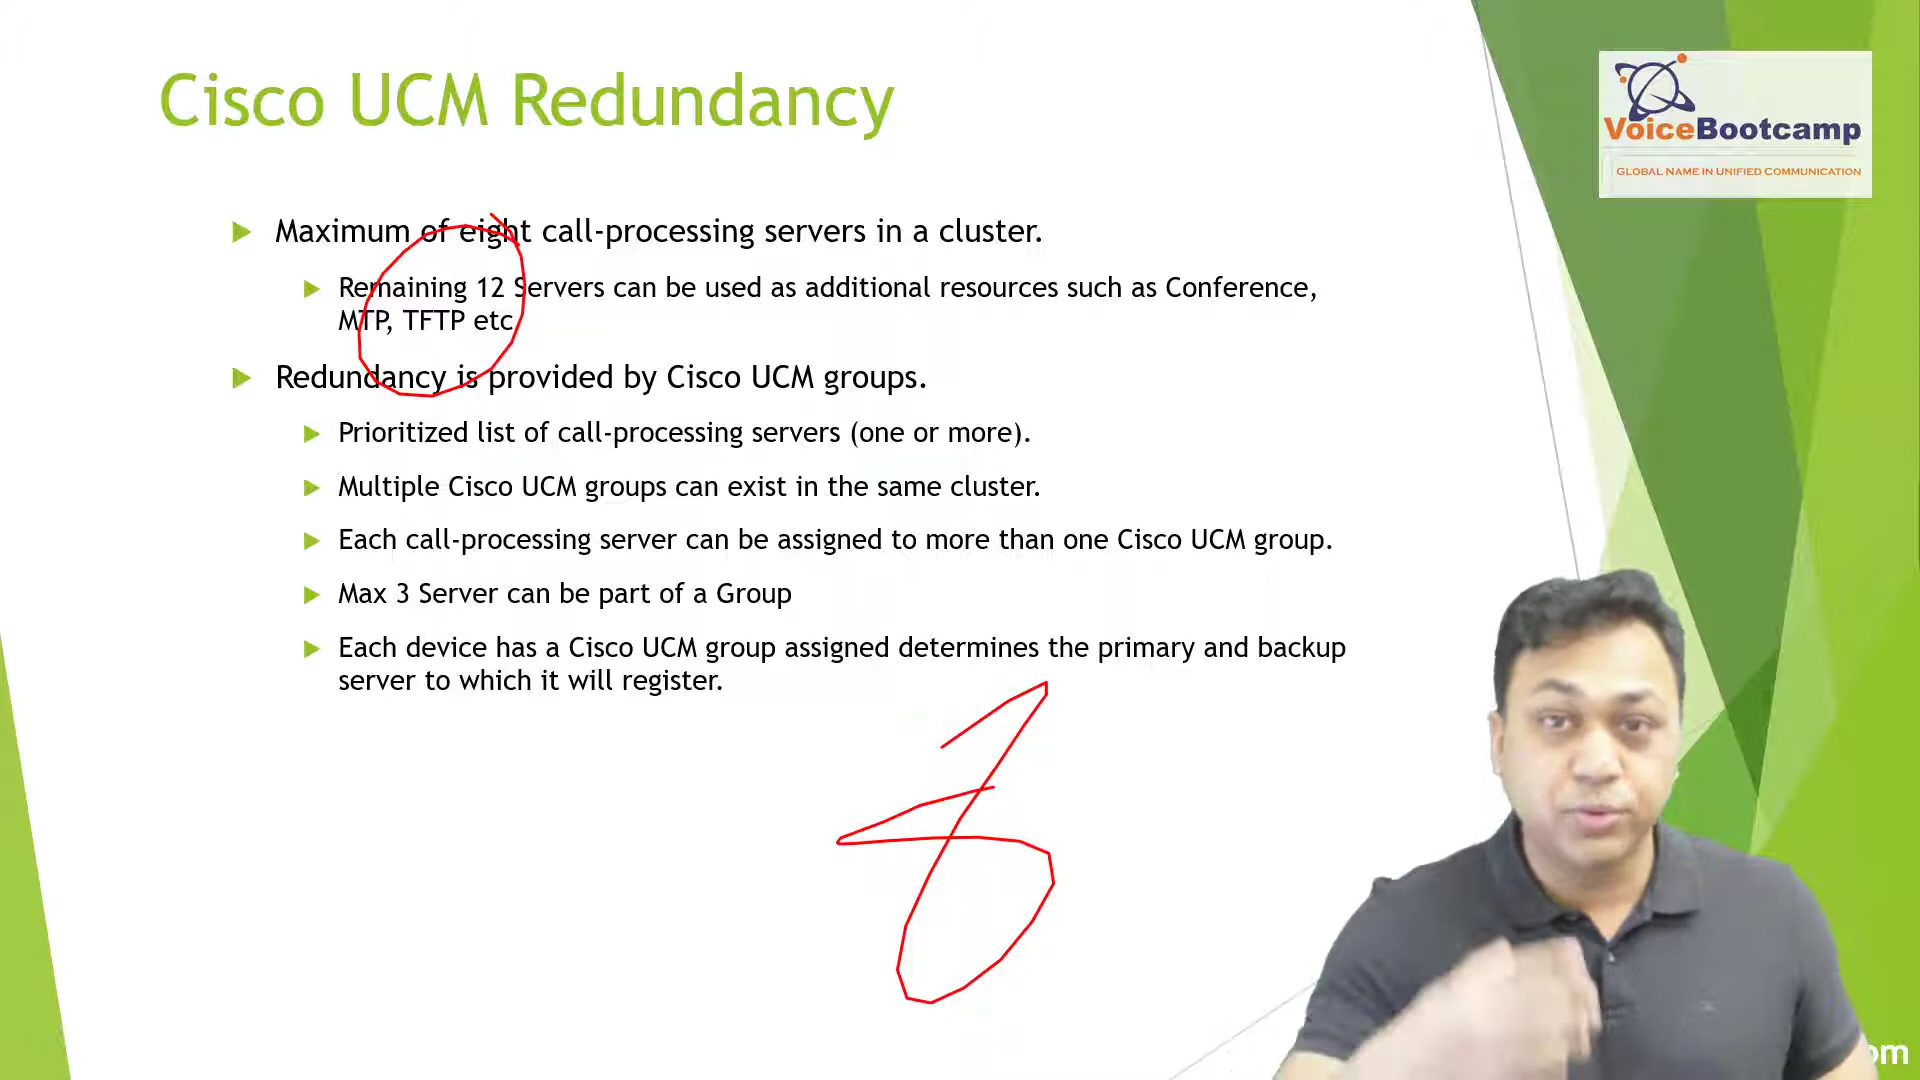 Cisco UCM Redundancy
VoiceBootcamp
GLOBAL NAME IN UNIFIED COMMUNICATION
Maximum of eight call-processing servers in a cluster.
Remaining 12 Servers can be used as additional resources such as Conference,
MTP, TFTP etc
Redundancy is provided by Cisco UCM groups.
Prioritized list of call-processing servers (one or more).
Multiple Cisco UCM groups can exist in the same cluster.
Each call-processing server can be assigned to more than one Cisco UCM group.
Max 3 Server can be part of a Group
Each device has a Cisco UCM group assigned determines the primary and backup
server to which it will register.
om